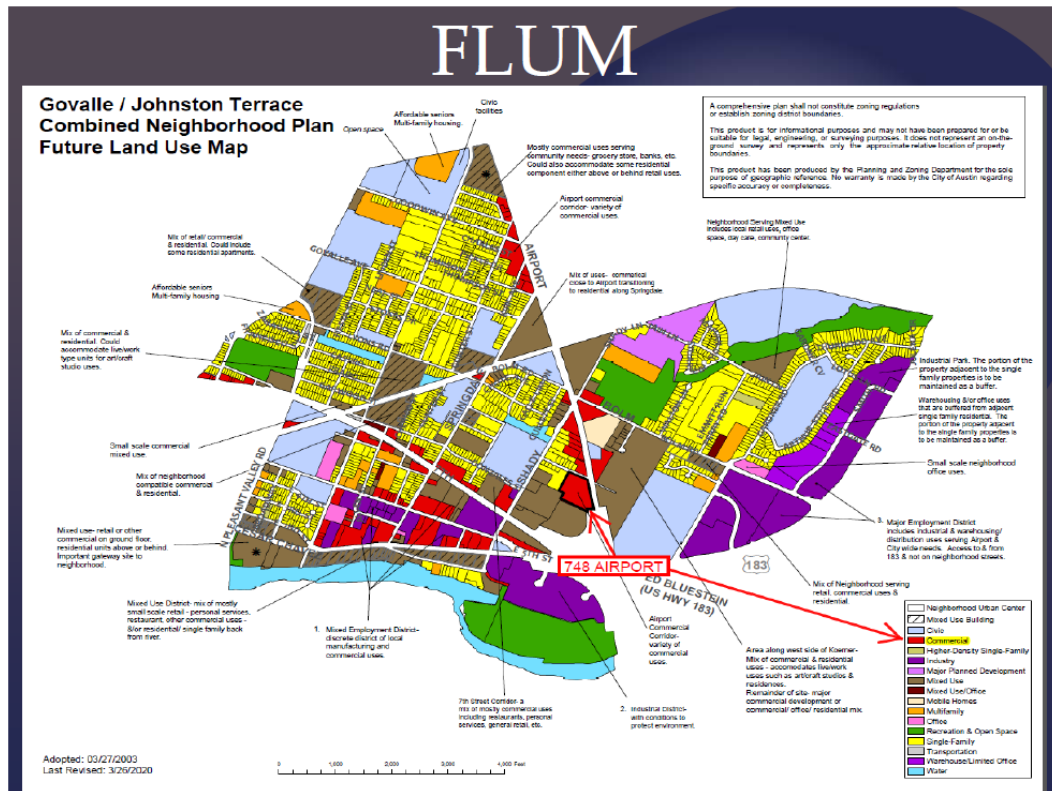 FLUM
Govalle / Johnston Terrace
Combined Neighborhood Plan
Future Land Use Map
A comprehensive plan shall not constitute zoning regulations
or establish zoning district boundaries.
This product is for informational purposes and may not have been prepared for or be
suitable for legal, engineering, or surveying purposes. It does not represent an on-the-
ground survey and represents only the approximate relative location of property
boundaries.
This product has been produced by the Planning and Zoning Department for the sole
purpose of geographic reference. No warranty is made by the City of Austin regarding
specific accuracy or completeness.
Open space
Affordable seniors
Multi-family housing.
Civic
facilities
Mostly commercial uses serving
community needs- grocery store, banks, etc.
Could also accommodate some residential
component either above or behind retail uses.
Airport commercial
corridor- variety of
commercial uses.
Neighborhood Serving Mixed Use
Includes local retail uses, office
space, day care, community center.
Mix of retail/ commercial
& residential. Could include
some residential apartments.
Mix of uses- commerical
close to Airport transitioning
to residential along Springdale.
Affordable seniors
Multi-family housing
Mix of commercial &
residential. Could
accommodate live/work
type units for art/craft
studio uses.
Industrial Park. The portion of the
property adjacent to the single
family properties is to be
maintained as a buffer.
Warehousing &/or office uses
that are buffered from adjacent
single family residential. The
portion of the property adjacent
to the single family properties is
to be maintained as a buffer.
Small scale commercial
mixed use.
Small scale neighborhood
office uses.
Mix of neighborhood
compatible commercial
& residential.
3. Major Employment District
includes industrial & warehousing/
distribution uses serving Airport &
City wide needs. Access to & from
183 & not on neighborhood streets.
Mixed use- retail or other
commercial on ground floor,
residential units above or behind.
Important gateway site to
neighborhood.
Mix of Neighborhood serving
retail, commercial uses &
residential.
Mixed Use District- mix of mostly
small scale retail - personal services,
restaurant, other commercial uses -
&/or residential/ single family back
from river.
1. Mixed Employment District-
discrete district of local
manufacturing and
commercial uses.
Airport
Commercial
Corridor-
variety of
commercial
uses.
Area along west side of Koerner-
Mix of commercial & residential
uses - accomodates live/work
uses such as art/craft studios &
residences.
Remainder of site- major
commercial development or
commercial/ office/ residential mix.
7th Street Corridor- a
mix of mostly commercial uses
including restaurants, personal
services, general retail, etc.
2. Industrial District-
with conditions to
protect environment.
AIRPORT
GOODWIN AVE
GOVALLE AVE
SPRINGDALE
BOLM
SHADY
N PLEASANT VALLEY RD
E 5TH ST
748 AIRPORT
183
ED BLUESTEIN
(US HWY 183)
Neighborhood Urban Center
Mixed Use Building
Civic
Commercial
Higher-Density Single-Family
Industry
Major Planned Development
Mixed Use
Mixed Use/Office
Mobile Homes
Multifamily
Office
Recreation & Open Space
Single-Family
Transportation
Warehouse/Limited Office
Water
Adopted: 03/27/2003
Last Revised: 3/26/2020
0 1,000 2,000 3,000 4,000 Feet